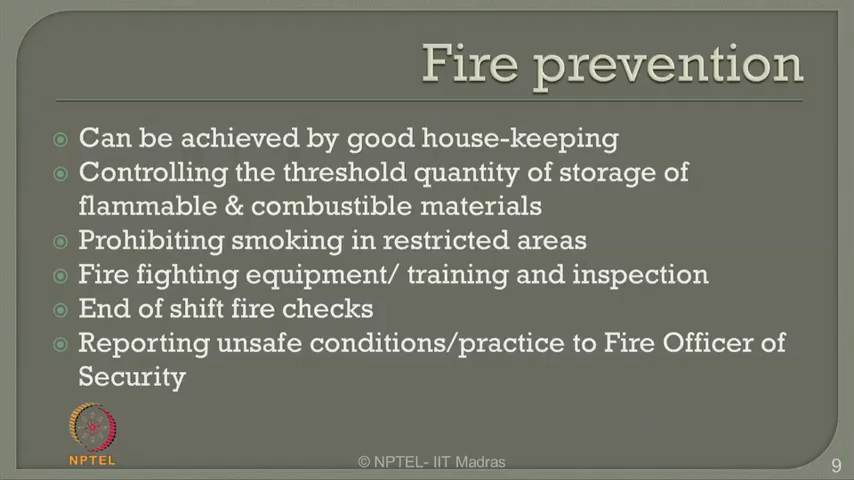 Fire prevention
Can be achieved by good house-keeping
Controlling the threshold quantity of storage of
flammable & combustible materials
Prohibiting smoking in restricted areas
Fire fighting equipment/ training and inspection
End of shift fire checks
Reporting unsafe conditions/practice to Fire Officer of
Security
NPTEL
© NPTEL- IIT Madras
9